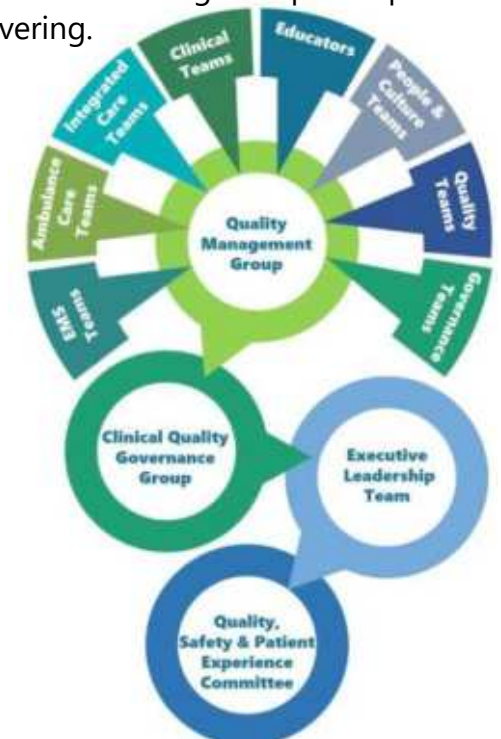 vering.
EMS
Teams
Ambulance
Care
Teams
Integrated
Care
Teams
Clinical
Teams
Educators
People &
Culture
Teams
Quality
Teams
Governance
Teams
Quality
Management
Group
Clinical Quality
Governance
Group
Executive
Leadership
Team
Quality,
Safety & Patient
Experience
Committee